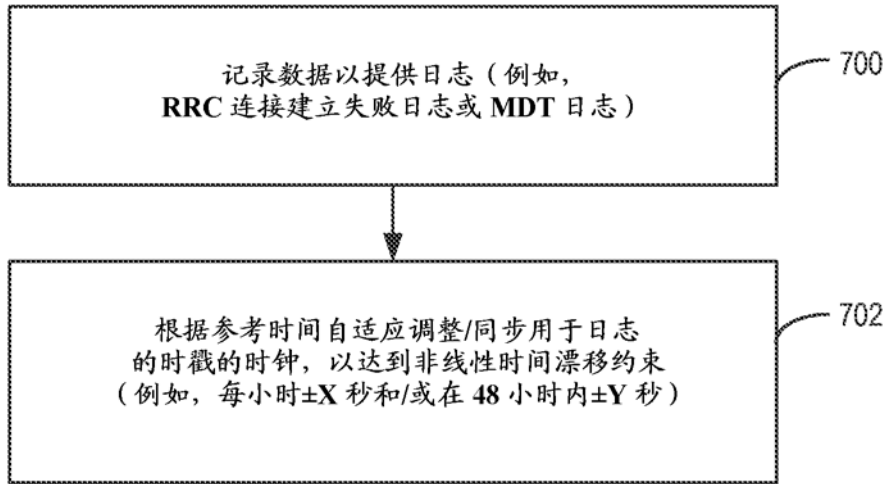 记录数据以提供日志（例如，
RRC 连接建立失败日志或 MDT 日志）
700
根据参考时间自适应调整/同步用于日志
的时戳的时钟，以达到非线性时间漂移约束
（例如，每小时±X 秒和/或在 48 小时内±Y 秒）
702